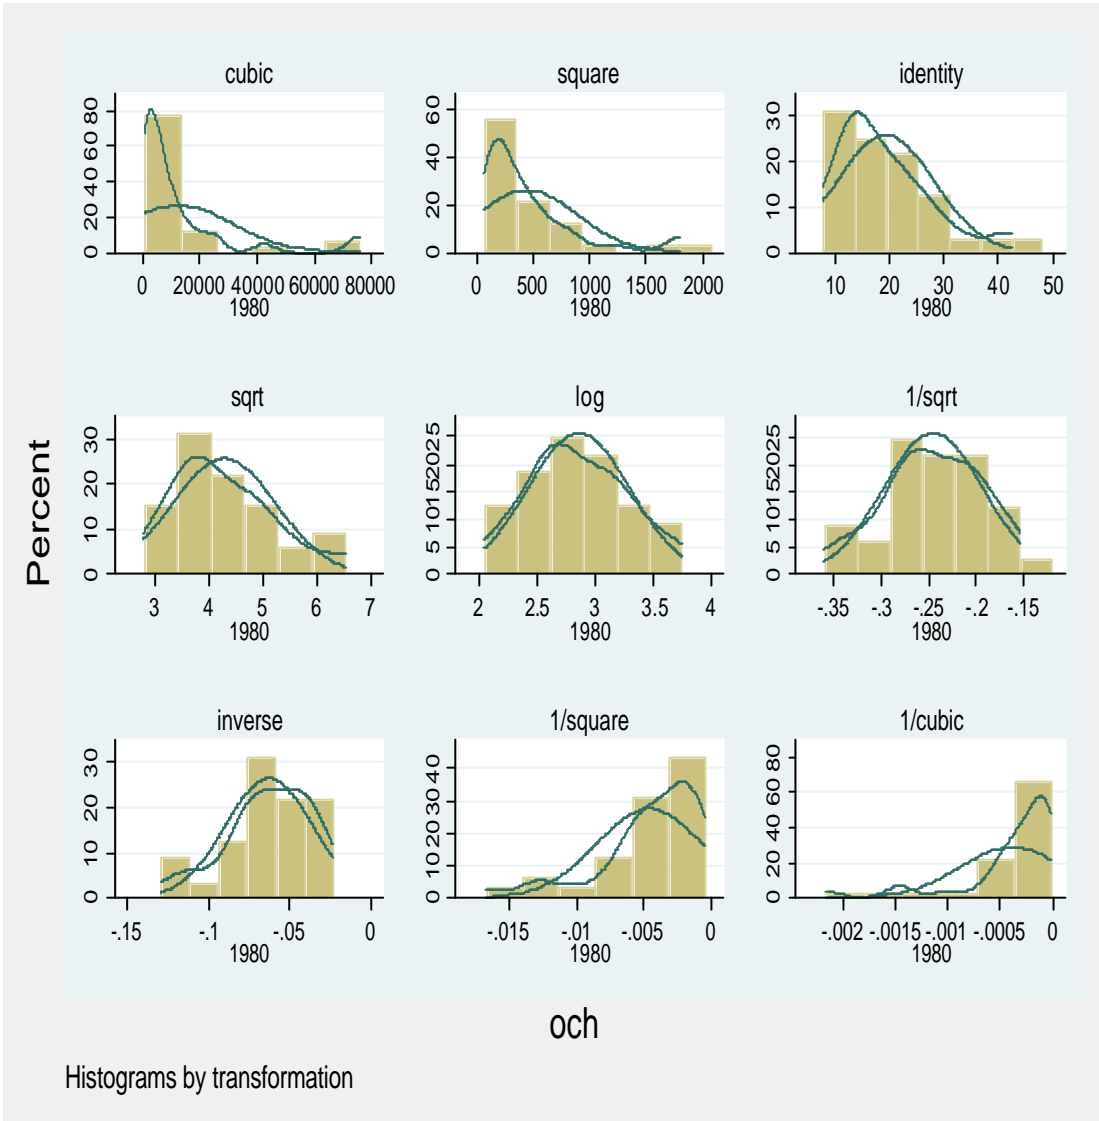 cubic
0 20 40 60 80
0 20000 40000 60000 80000
1980
square
0 20 40 60
0 500 1000 1500 2000
1980
identity
0 10 20 30
10 20 30 40 50
1980
sqrt
0 10 20 30
3 4 5 6 7
1980
log
0 5 10 15 20 25
2 2.5 3 3.5 4
1980
1/sqrt
0 5 10 15 20 25
-.35 -.3 -.25 -.2 -.15
1980
inverse
0 10 20 30
-.15 -.1 -.05 0
1980
1/square
0 10 20 30 40
-.015 -.01 -.005 0
1980
1/cubic
0 20 40 60 80
-.002 -.0015 -.001 -.0005 0
1980
Percent
och
Histograms by transformation